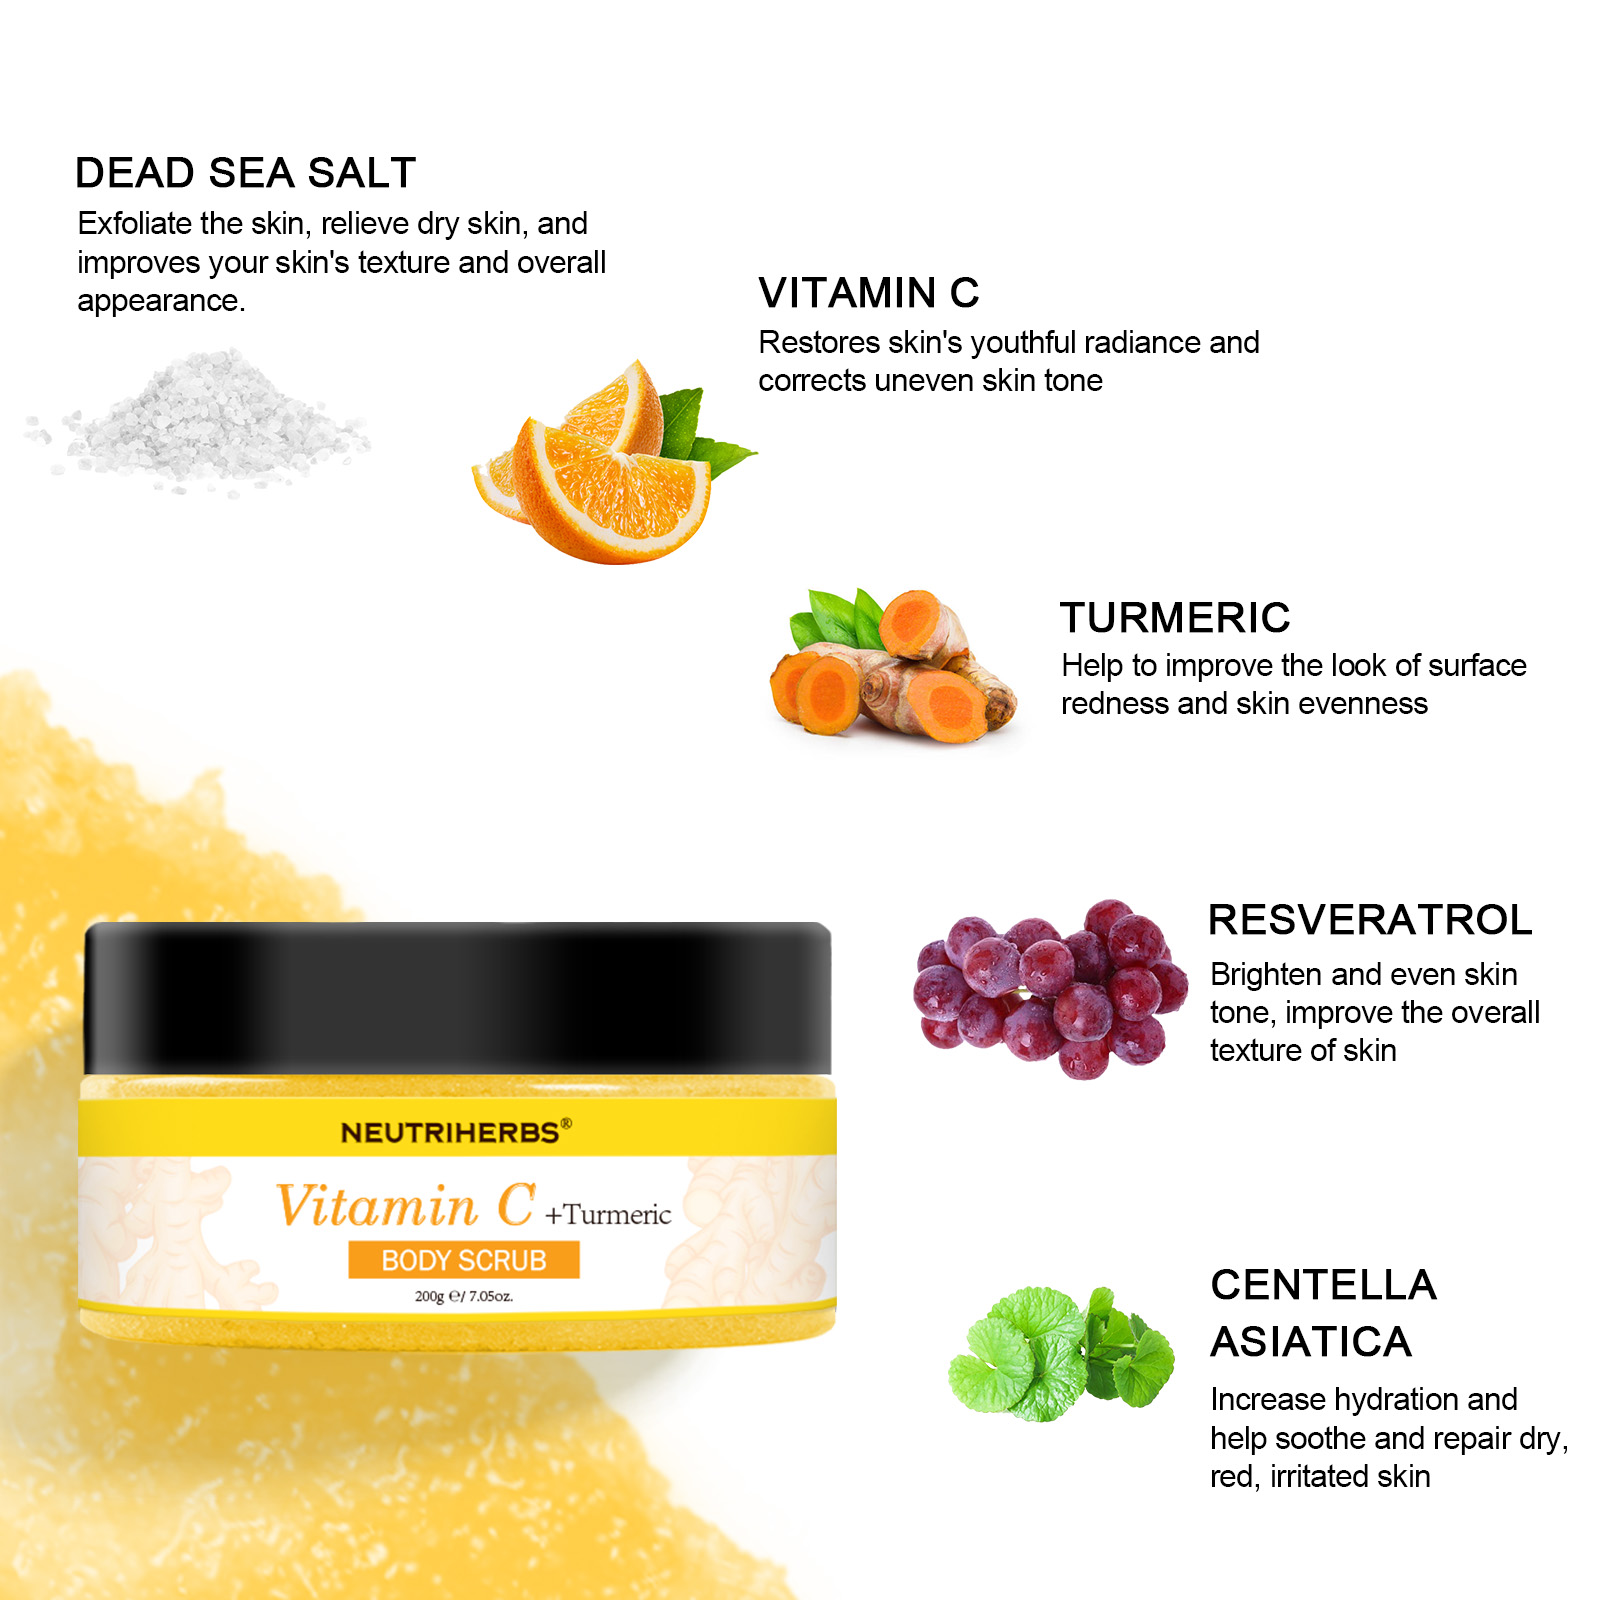 DEAD SEA SALT
Exfoliate the skin, relieve dry skin, and
improves your skin's texture and overall
appearance.
VITAMIN C
Restores skin's youthful radiance and
corrects uneven skin tone
TURMERIC
Help to improve the look of surface
redness and skin evenness
RESVERATROL
Brighten and even skin
tone, improve the overall
texture of skin
CENTELLA
ASIATICA
Increase hydration and
help soothe and repair dry,
red, irritated skin
NEUTRIHERBS®
Vitamin C +Turmeric
BODY SCRUB
200g ℮/ 7.05oz.